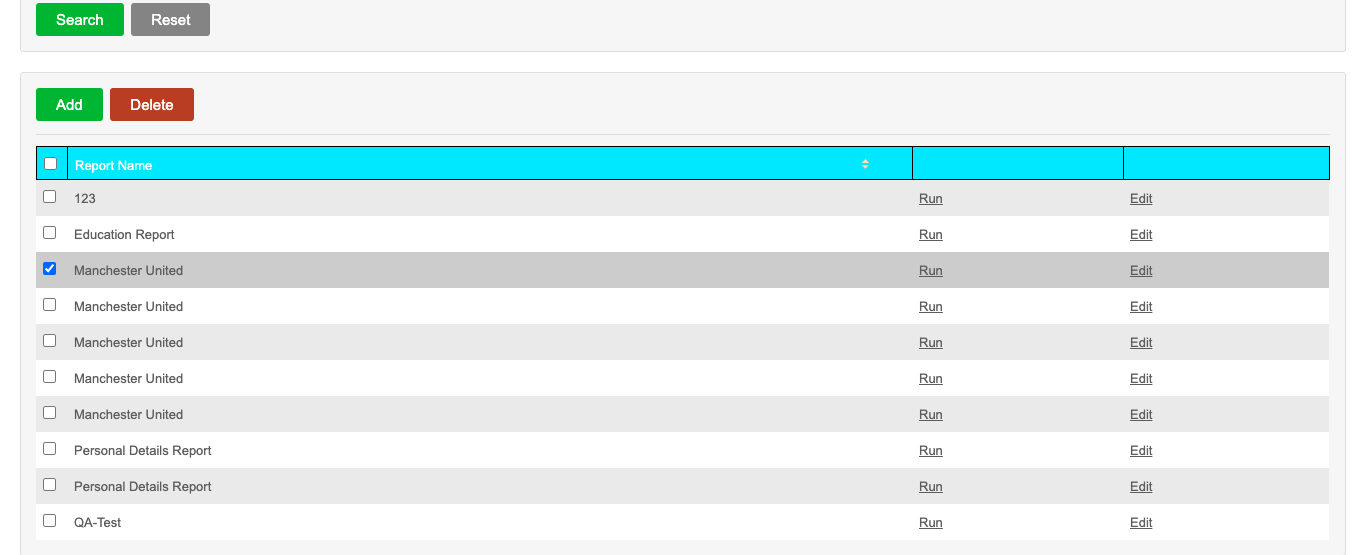 Search Reset
Add Delete
Report Name
123 Run Edit
Education Report Run Edit
Manchester United Run Edit
Manchester United Run Edit
Manchester United Run Edit
Manchester United Run Edit
Manchester United Run Edit
Personal Details Report Run Edit
Personal Details Report Run Edit
QA-Test Run Edit